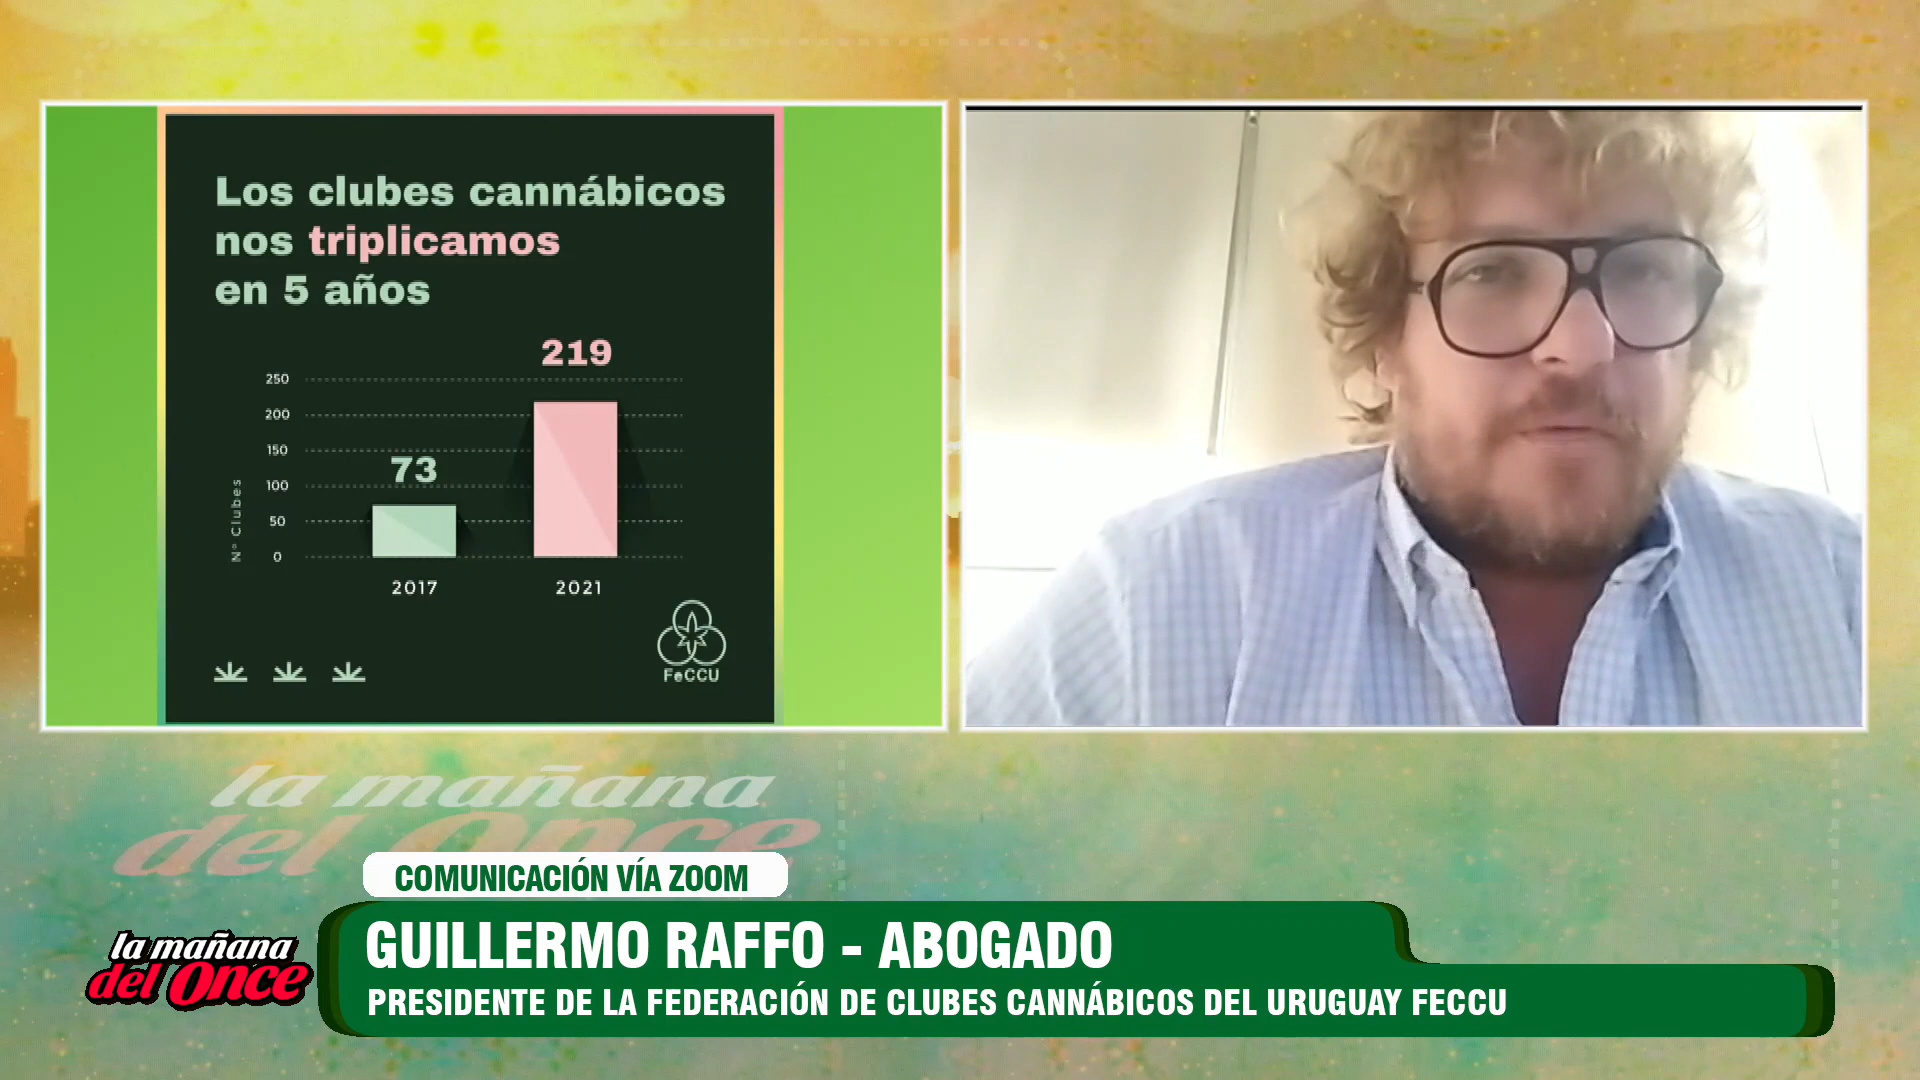 Los clubes cannábicos
nos triplicamos
en 5 años
219
250
200
150
73
100
50
0
Nº Clubes
2017
2021
FeCCU
la mañana
del Once
COMUNICACIÓN VÍA ZOOM
la mañana
del Once
GUILLERMO RAFFO - ABOGADO
PRESIDENTE DE LA FEDERACIÓN DE CLUBES CANNÁBICOS DEL URUGUAY FECCU